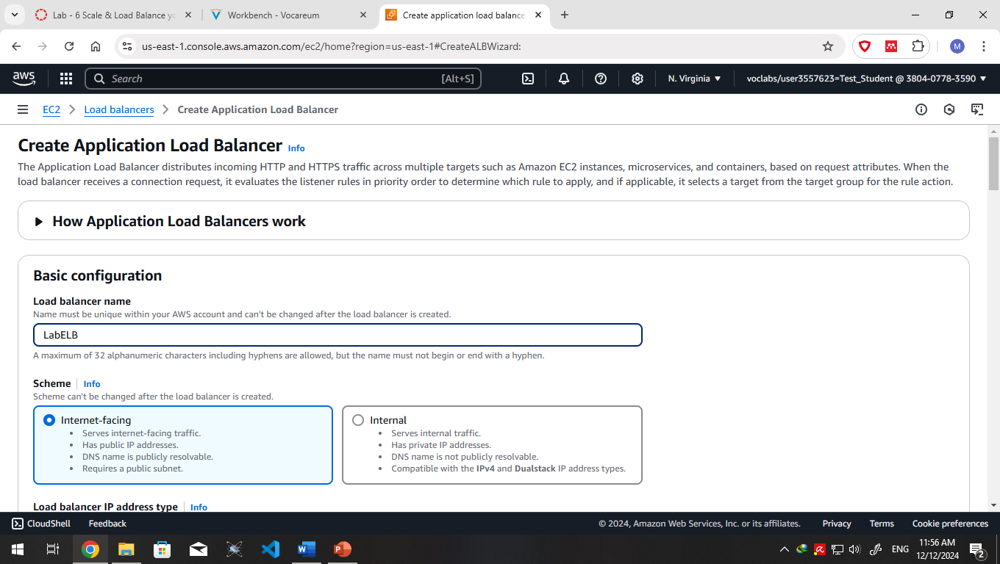 Lab - 6 Scale & Load Balance yo
Workbench - Vocareum
Create application load balance
us-east-1.console.aws.amazon.com/ec2/home?region=us-east-1#CreateALBWizard:
M
aws
Search
[Alt+S]
N. Virginia
voclabs/user3557623=Test_Student @ 3804-0778-3590
EC2
Load balancers
Create Application Load Balancer
Create Application Load Balancer Info
The Application Load Balancer distributes incoming HTTP and HTTPS traffic across multiple targets such as Amazon EC2 instances, microservices, and containers, based on request attributes. When the
load balancer receives a connection request, it evaluates the listener rules in priority order to determine which rule to apply, and if applicable, it selects a target from the target group for the rule action.
How Application Load Balancers work
Basic configuration
Load balancer name
Name must be unique within your AWS account and can't be changed after the load balancer is created.
LabELB
A maximum of 32 alphanumeric characters including hyphens are allowed, but the name must not begin or end with a hyphen.
Scheme Info
Scheme can't be changed after the load balancer is created.
Internet-facing
• Serves internet-facing traffic.
• Has public IP addresses.
• DNS name is publicly resolvable.
• Requires a public subnet.
Internal
• Serves internal traffic.
• Has private IP addresses.
• DNS name is not publicly resolvable.
• Compatible with the IPv4 and Dualstack IP address types.
Load balancer IP address type Info
CloudShell
Feedback
© 2024, Amazon Web Services, Inc. or its affiliates.
Privacy
Terms
Cookie preferences
ENG
11:56 AM
12/12/2024
2